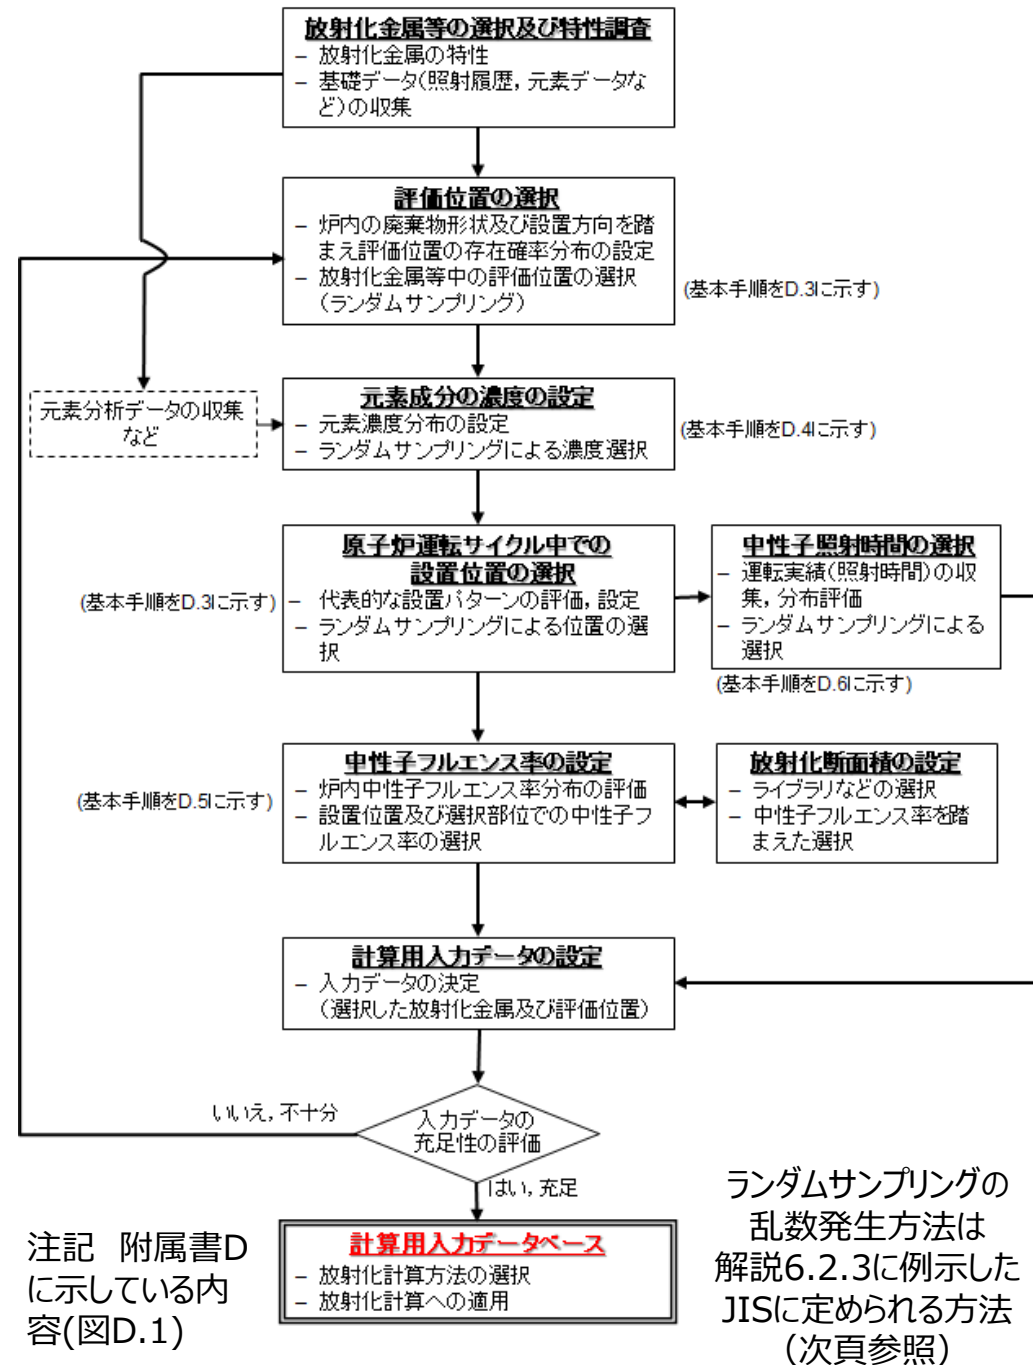 放射化金属等の選択及び特性調査
− 放射化金属の特性
− 基礎データ(照射履歴，元素データな
ど)の収集
評価位置の選択
− 炉内の廃棄物形状及び設置方向を踏
まえ評価位置の存在確率分布の設定
− 放射化金属等中の評価位置の選択
（ランダムサンプリング）
(基本手順をD.3に示す)
元素分析データの収集
など
元素成分の濃度の設定
− 元素濃度分布の設定
− ランダムサンプリングによる濃度選択
(基本手順をD.4に示す)
原子炉運転サイクル中での
設置位置の選択
− 代表的な設置パターンの評価，設定
− ランダムサンプリングによる位置の選
択
(基本手順をD.3に示す)
中性子照射時間の選択
− 運転実績(照射時間)の収
集，分布評価
− ランダムサンプリングによる
選択
(基本手順をD.6に示す)
中性子フルエンス率の設定
− 炉内中性子フルエンス率分布の評価
− 設置位置及び選択部位での中性子フ
ルエンス率の選択
(基本手順をD.5に示す)
放射化断面積の設定
− ライブラリなどの選択
− 中性子フルエンス率を踏
まえた選択
計算用入力データの設定
− 入力データの決定
（選択した放射化金属及び評価位置）
いいえ，不十分
入力データの
充足性の評価
はい，充足
計算用入力データベース
− 放射化計算方法の選択
− 放射化計算への適用
注記　附属書D
に示している内
容(図D.1)
ランダムサンプリングの
乱数発生方法は
解説6.2.3に例示した
JISに定められる方法
（次頁参照）